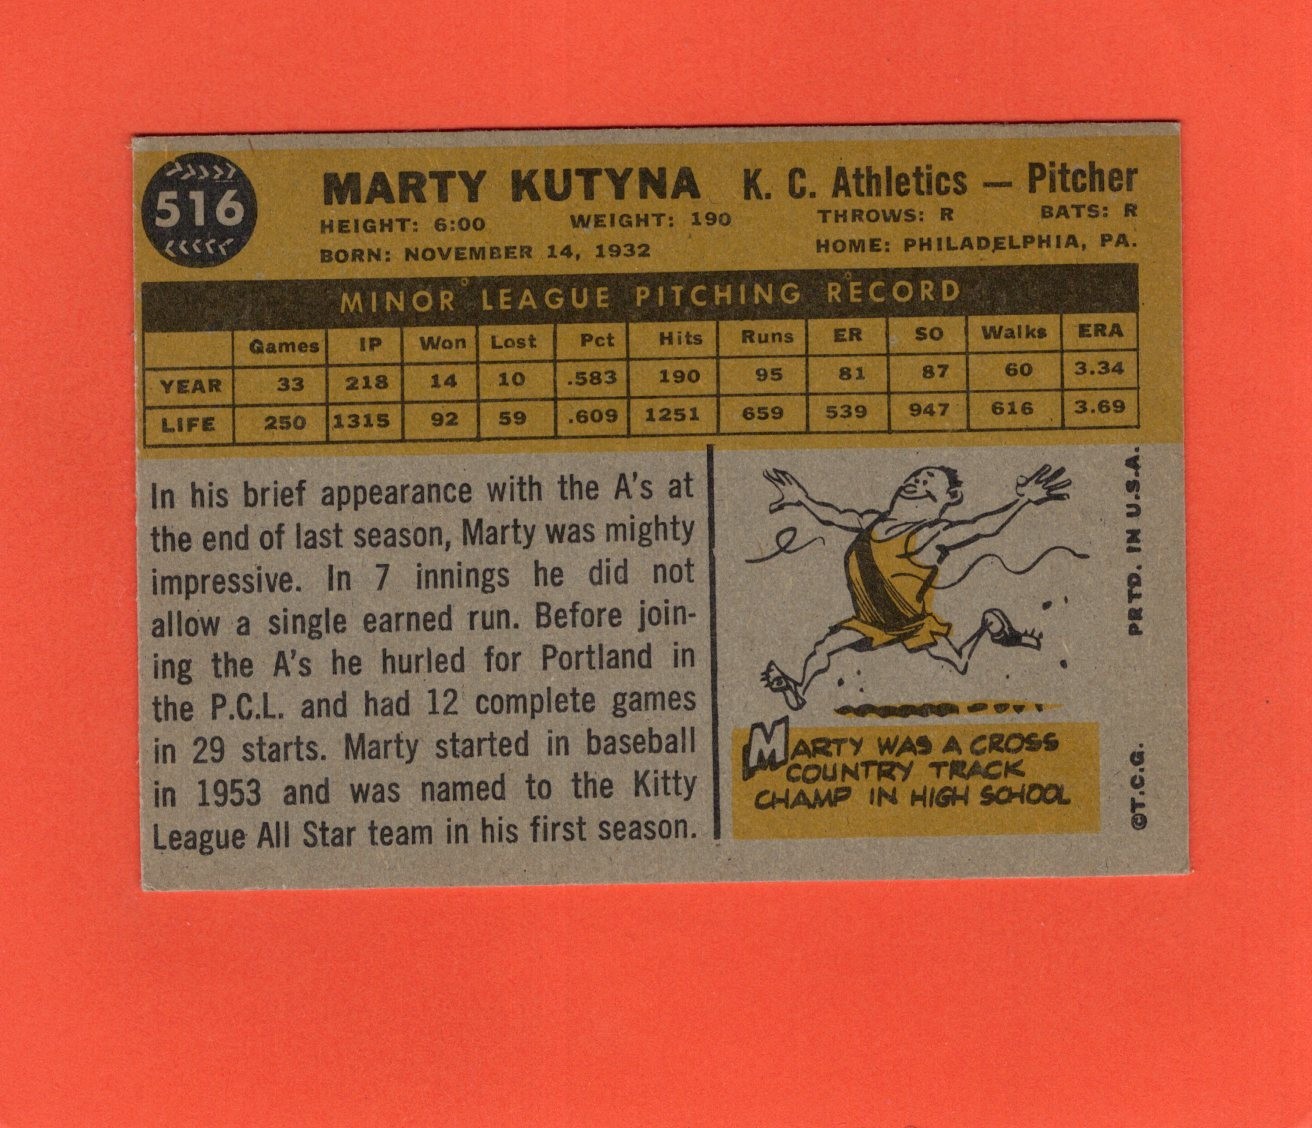 516
MARTY KUTYNA K. C. Athletics — Pitcher
HEIGHT: 6:00 WEIGHT: 190 THROWS: R BATS: R
BORN: NOVEMBER 14, 1932 HOME: PHILADELPHIA, PA.
MINOR LEAGUE PITCHING RECORD
Games IP Won Lost Pct Hits Runs ER SO Walks ERA
YEAR 33 218 14 10 .583 190 95 81 87 60 3.34
LIFE 250 1315 92 59 .609 1251 659 539 947 616 3.69
In his brief appearance with the A's at
the end of last season, Marty was mighty
impressive. In 7 innings he did not
allow a single earned run. Before join-
ing the A's he hurled for Portland in
the P.C.L. and had 12 complete games
in 29 starts. Marty started in baseball
in 1953 and was named to the Kitty
League All Star team in his first season.
MARTY WAS A CROSS
COUNTRY TRACK
CHAMP IN HIGH SCHOOL
©T.C.G. PRTD. IN U.S.A.